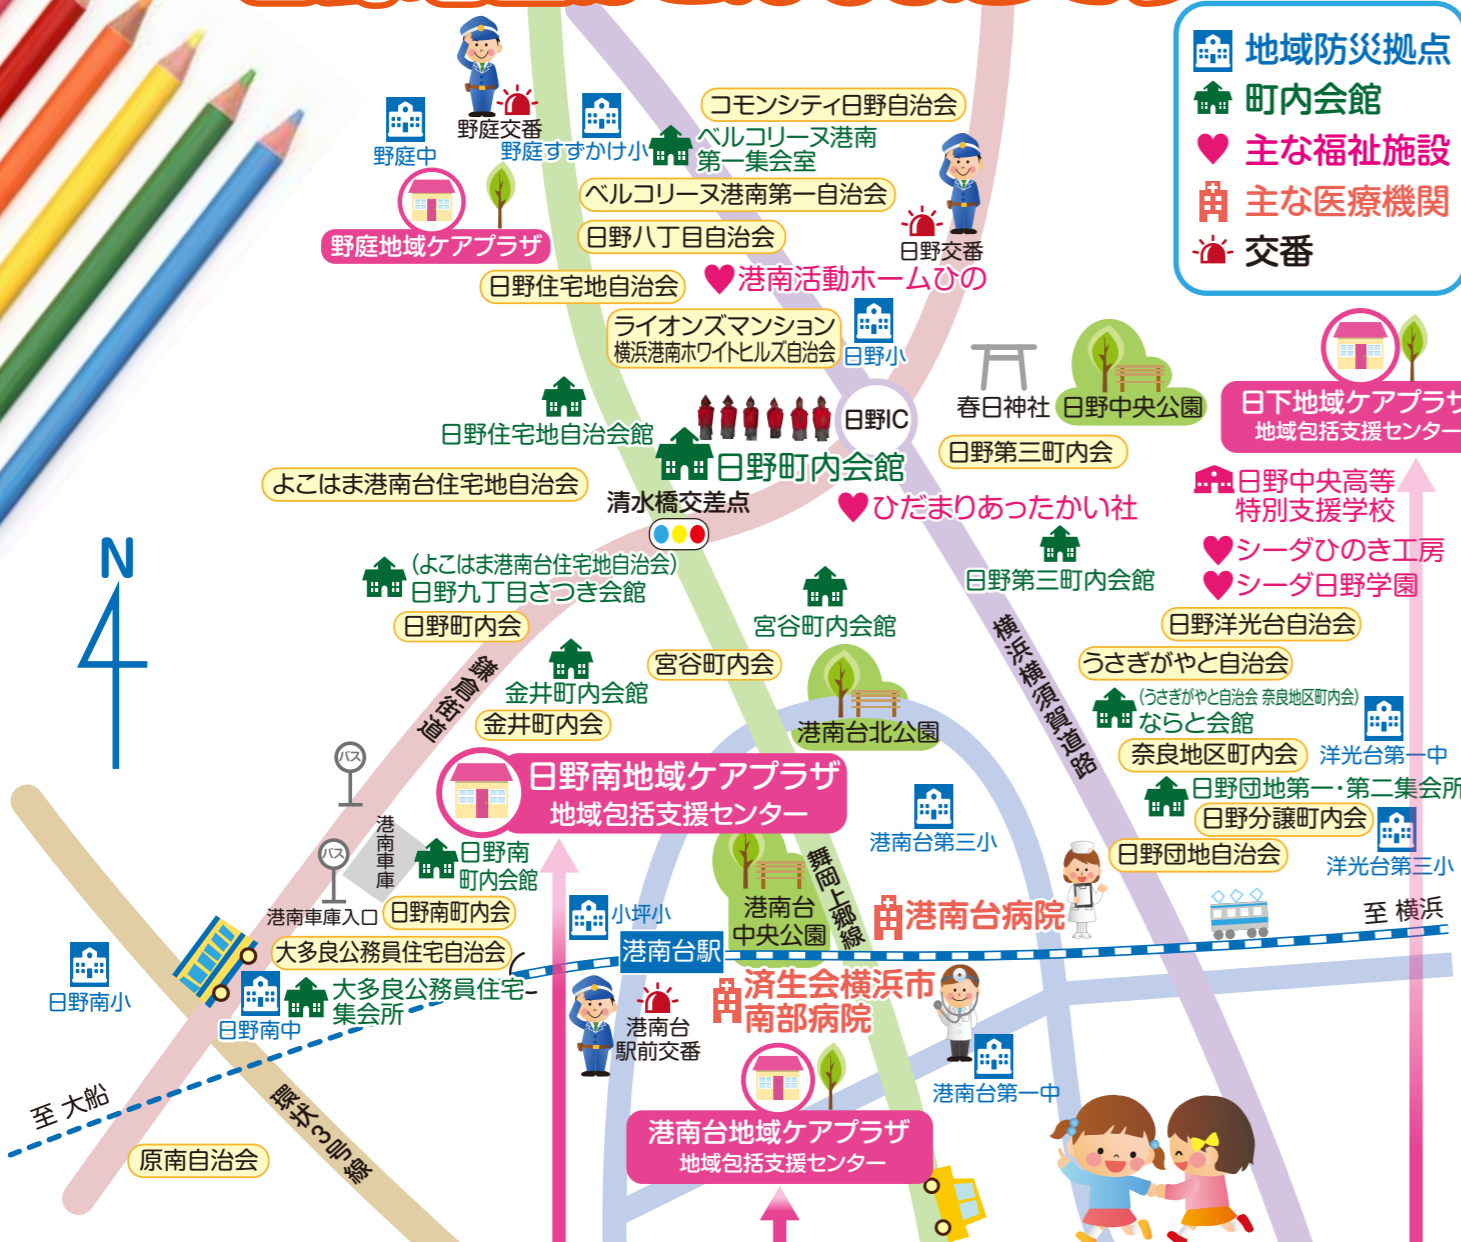 地域防災拠点
町内会館
主な福祉施設
主な医療機関
交番
野庭中
野庭交番
野庭すずかけ小
コモンシティ日野自治会
ベルコリーヌ港南
第一集会室
ベルコリーヌ港南第一自治会
野庭地域ケアプラザ
日野八丁目自治会
日野交番
日野住宅地自治会
港南活動ホームひの
ライオンズマンション
横浜港南ホワイトヒルズ自治会
日野小
日野IC
春日神社
日野中央公園
日下地域ケアプラザ
地域包括支援センター
日野住宅地自治会館
日野町内会館
日野第三町内会
よこはま港南台住宅地自治会
清水橋交差点
ひだまりあったかい社
日野中央高等
特別支援学校
N
(よこはま港南台住宅地自治会)
日野九丁目さつき会館
日野第三町内会館
シーダひのき工房
シーダ日野学園
日野町内会
宮谷町内会館
日野洋光台自治会
鎌倉街道
金井町内会館
宮谷町内会
横浜横須賀道路
うさぎがやと自治会
金井町内会
港南台北公園
(うさぎがやと自治会 奈良地区町内会)
ならと会館
奈良地区町内会
洋光台第一中
バス
日野南地域ケアプラザ
地域包括支援センター
日野団地第一・第二集会所
日野分譲町内会
港南台第三小
日野団地自治会
洋光台第三小
バス
港南車庫
日野南
町内会館
舞岡上郷線
港南車庫入口
日野南町内会
小坪小
港南台
中央公園
港南台病院
至 横浜
大多良公務員住宅自治会
港南台駅
日野南小
日野南中
大多良公務員住宅
集会所
港南台
駅前交番
済生会横浜市
南部病院
港南台第一中
至 大船
環状3号線
原南自治会
港南台地域ケアプラザ
地域包括支援センター